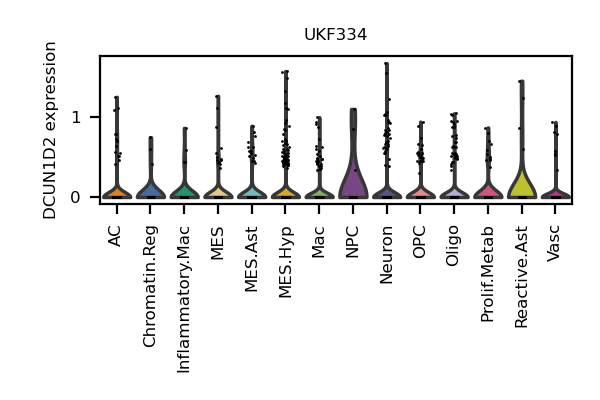 UKF334
DCUN1D2 expression
1
0
AC
Chromatin.Reg
Inflammatory.Mac
MES
MES.Ast
MES.Hyp
Mac
NPC
Neuron
OPC
Oligo
Prolif.Metab
Reactive.Ast
Vasc